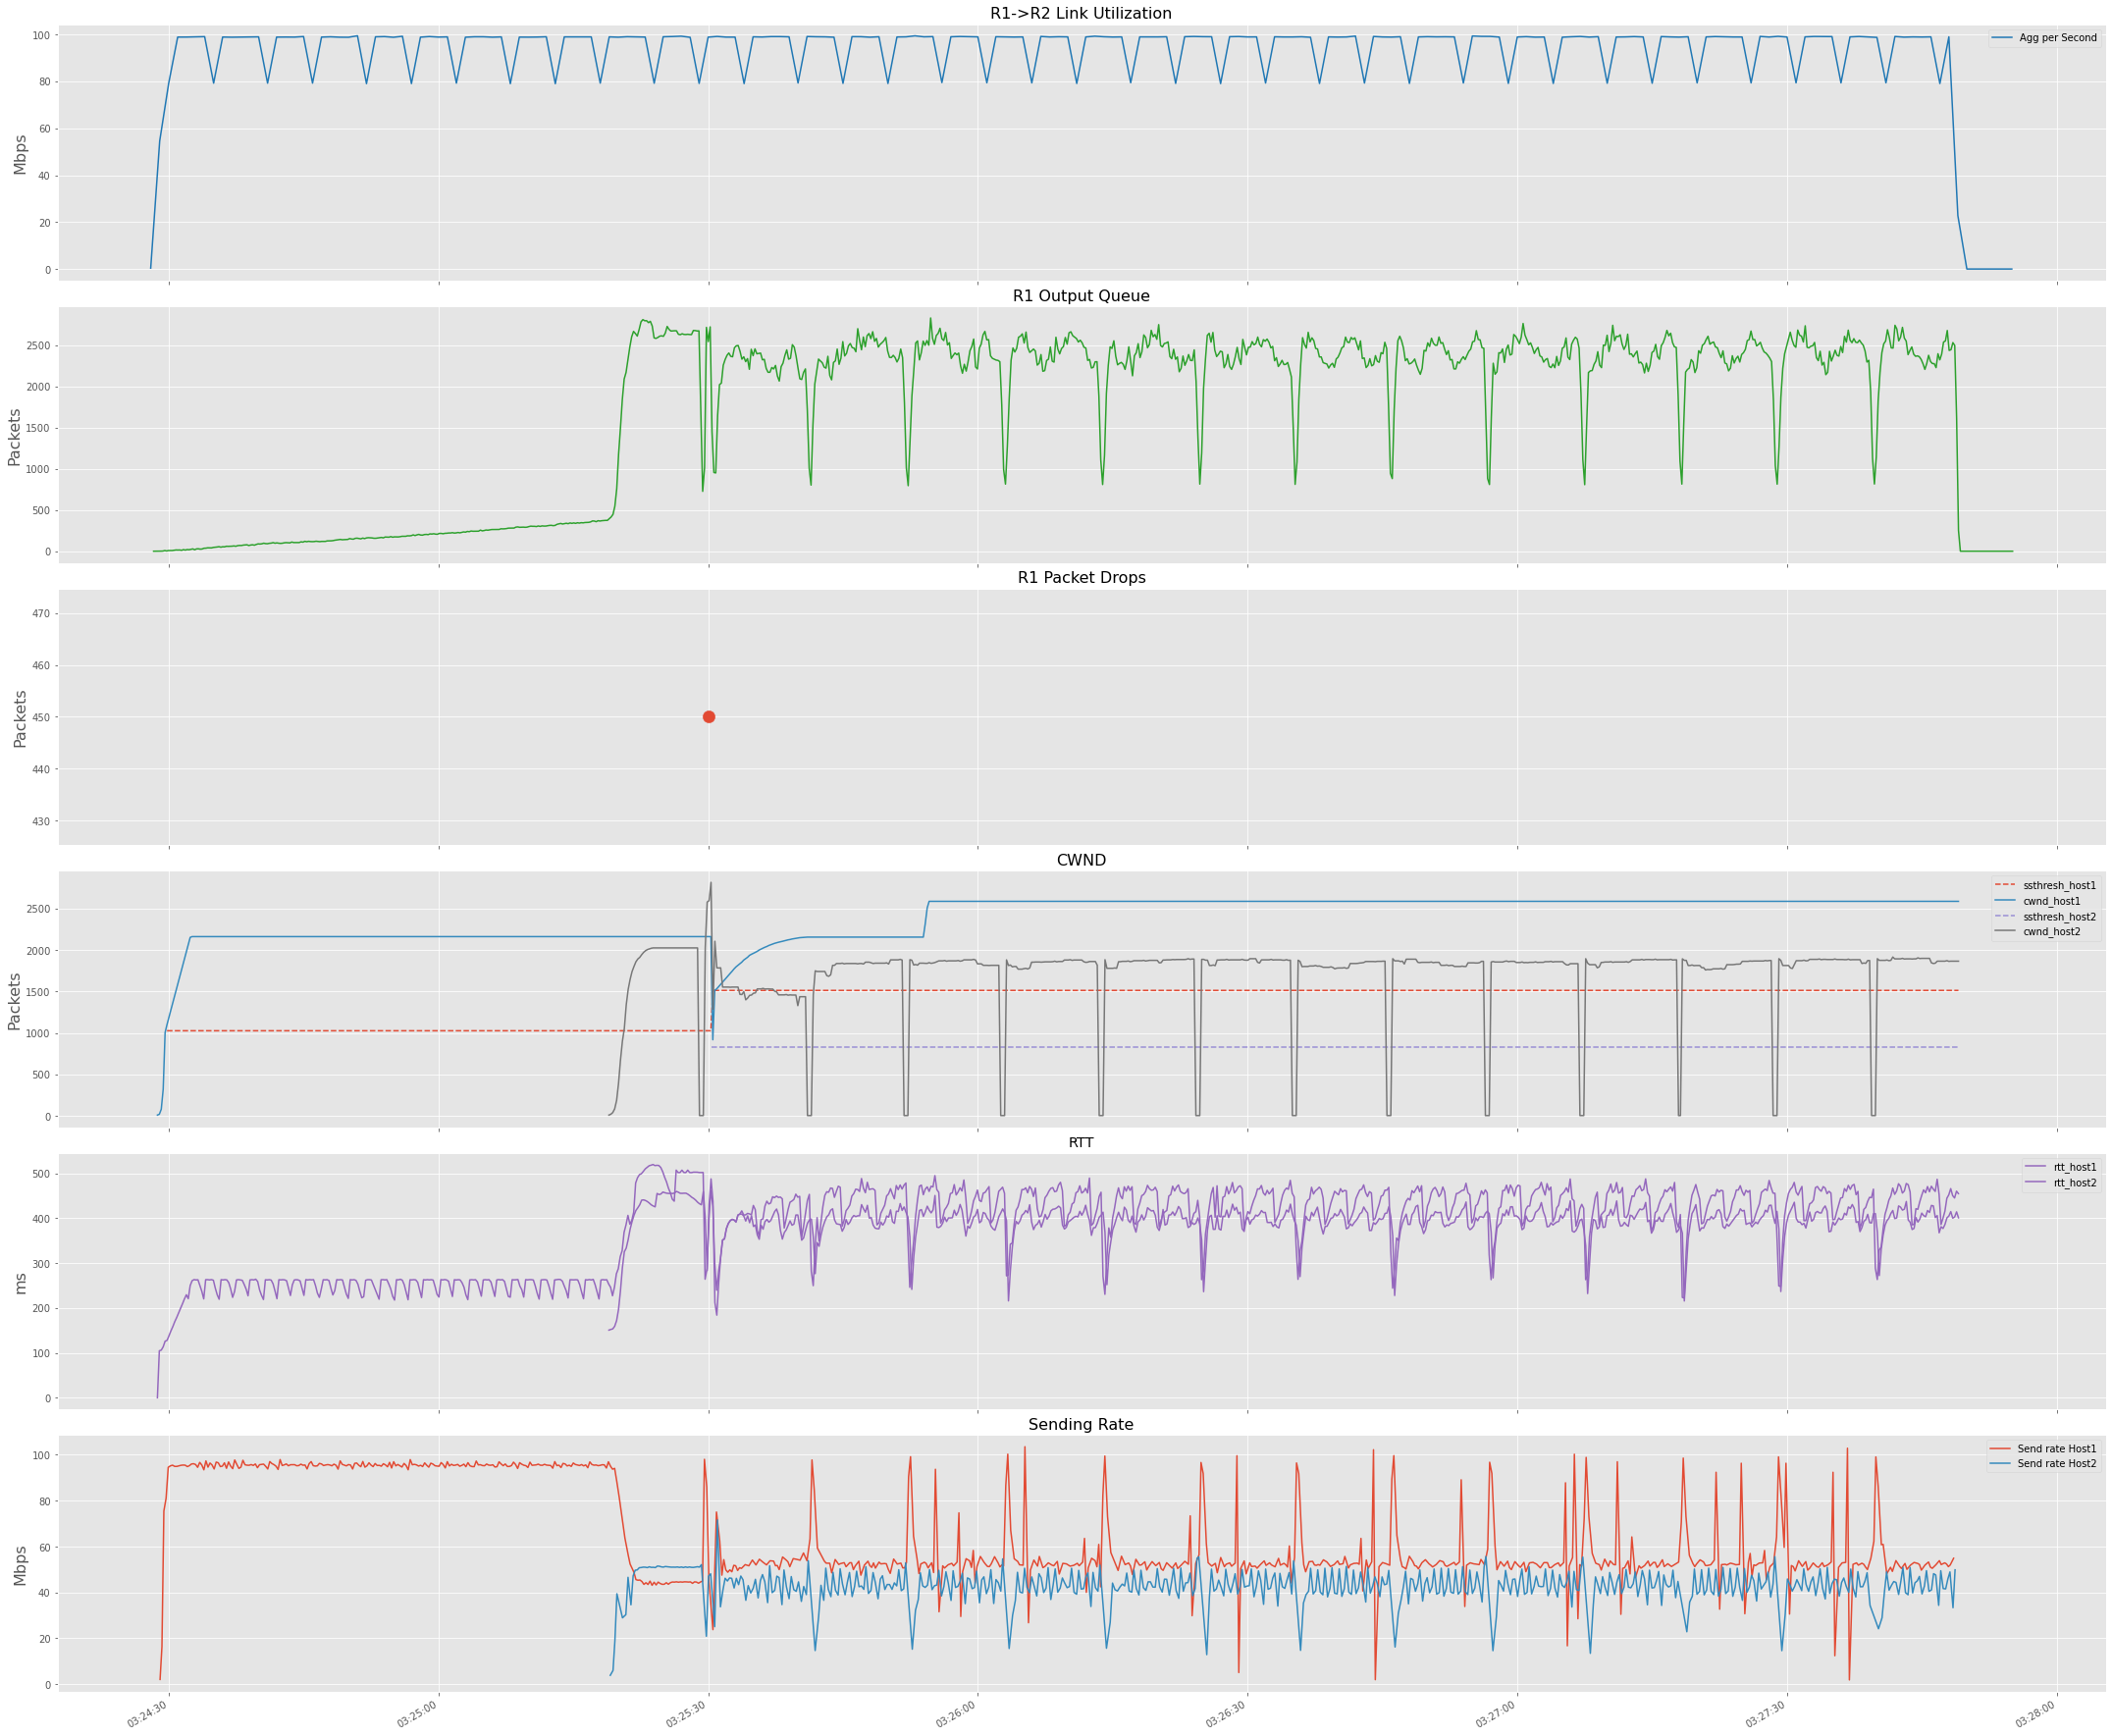 R1->R2 Link Utilization
Agg per Second
Mbps
100
80
60
40
20
0
R1 Output Queue
Packets
2500
2000
1500
1000
500
0
R1 Packet Drops
Packets
470
460
450
440
430
CWND
ssthresh_host1
cwnd_host1
ssthresh_host2
cwnd_host2
Packets
2500
2000
1500
1000
500
0
RTT
rtt_host1
rtt_host2
ms
500
400
300
200
100
0
Sending Rate
Send rate Host1
Send rate Host2
Mbps
100
80
60
40
20
0
03:24:30
03:25:00
03:25:30
03:26:00
03:26:30
03:27:00
03:27:30
03:28:00